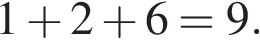 1 + 2 + 6 = 9.